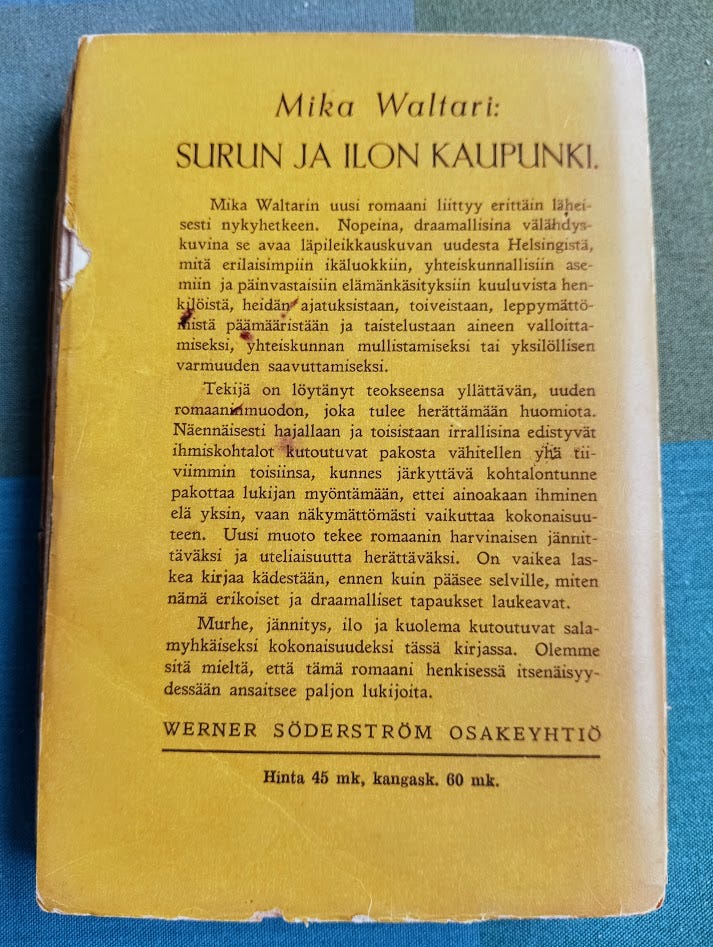 Mika Waltari:
SURUN JA ILON KAUPUNKI.
Mika Waltarin uusi romaani liittyy erittäin lähei-
sesti nykyhetkeen. Nopeina, draamallisina välähdys-
kuvina se avaa läpileikkauskuvan uudesta Helsingistä,
mitä erilaisimpiin ikäluokkiin, yhteiskunnallisiin ase-
miin ja päinvastaisiin elämänkäsityksiin kuuluvista hen-
kilöistä, heidän ajatuksistaan, toiveistaan, leppymättö-
mistä päämääristään ja taistelustaan aineen valloitta-
miseksi, yhteiskunnan mullistamiseksi tai yksilöllisen
varmuuden saavuttamiseksi.
Tekijä on löytänyt teokseensa yllättävän, uuden
romaaninmuodon, joka tulee herättämään huomiota.
Näennäisesti hajallaan ja toisistaan irrallisina edistyvät
ihmiskohtalot kutoutuvat pakosta vähitellen yhä tii-
viimmin toisiinsa, kunnes järkyttävä kohtalontunne
pakottaa lukijan myöntämään, ettei ainoakaan ihminen
elä yksin, vaan näkymättömästi vaikuttaa kokonaisuu-
teen. Uusi muoto tekee romaanin harvinaisen jännit-
täväksi ja uteliaisuutta herättäväksi. On vaikea las-
kea kirjaa kädestään, ennen kuin pääsee selville, miten
nämä erikoiset ja draamalliset tapaukset laukeavat.
Murhe, jännitys, ilo ja kuolema kutoutuvat sala-
myhkäiseksi kokonaisuudeksi tässä kirjassa. Olemme
sitä mieltä, että tämä romaani henkisessä itsenäisyy-
dessään ansaitsee paljon lukijoita.
WERNER SÖDERSTRÖM OSAKEYHTIÖ
Hinta 45 mk, kangask. 60 mk.